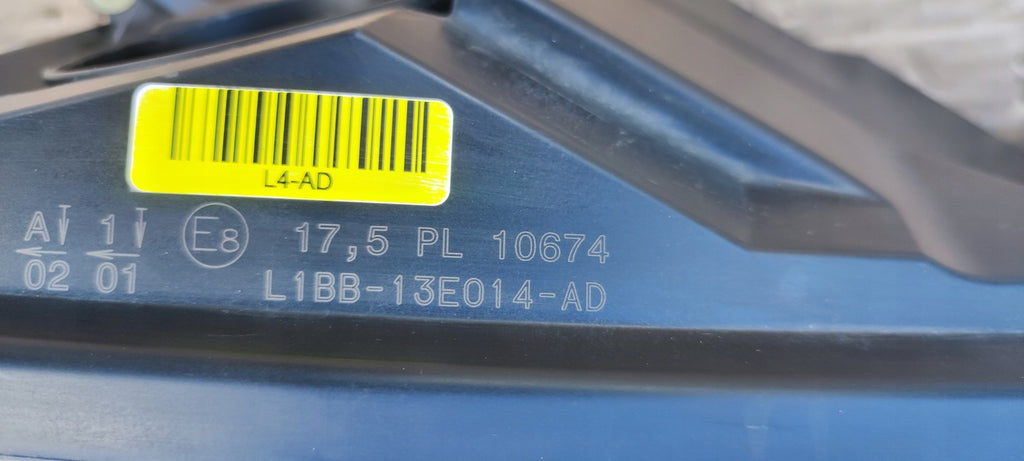 L4-AD
A 1 E8 17,5 PL 10674
02 01 L1BB-13E014-AD